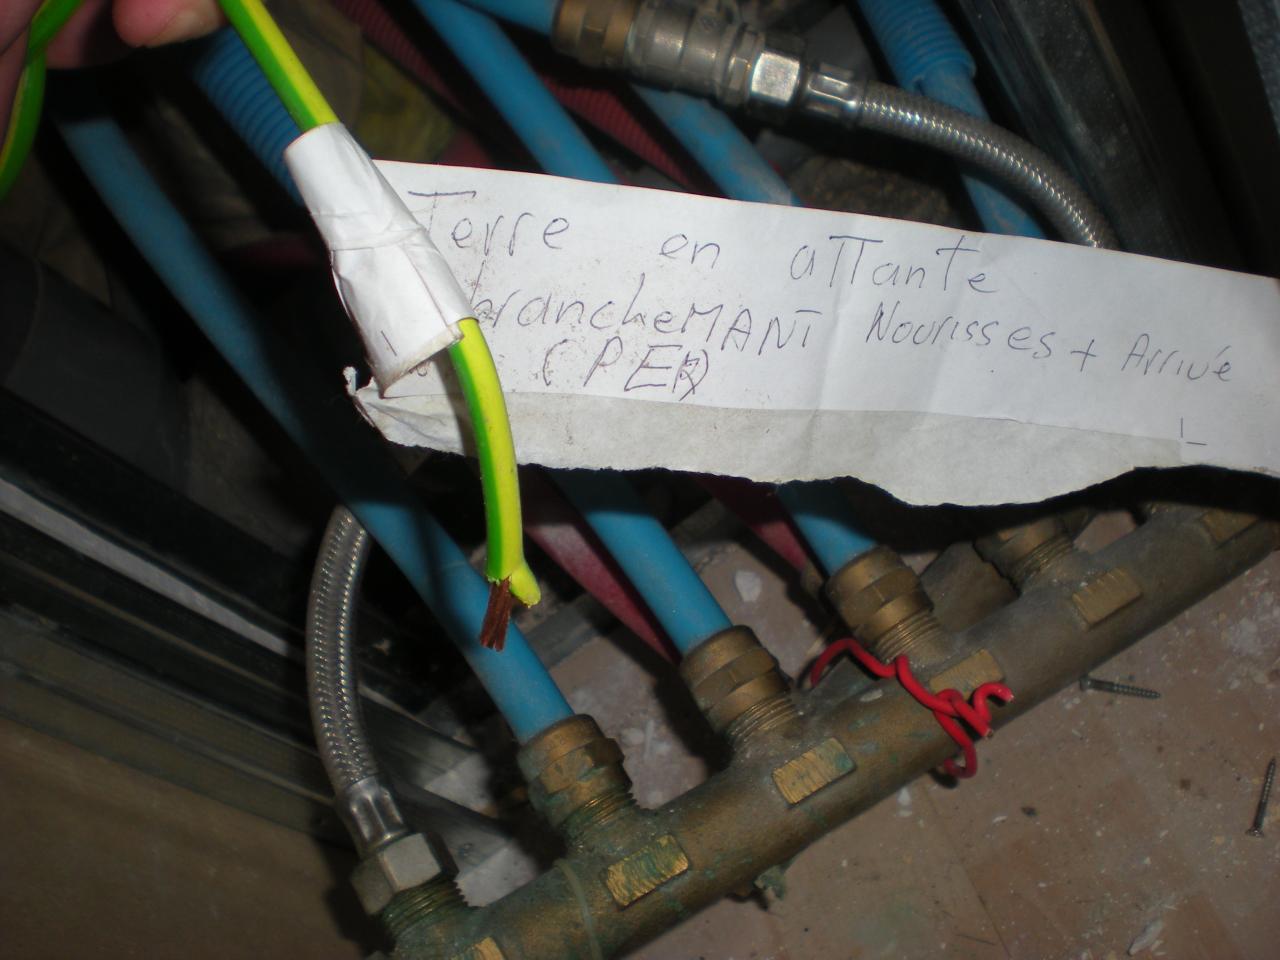 Terre en aTTante
brancheMANT Nourisses + Arrivé
(PER)